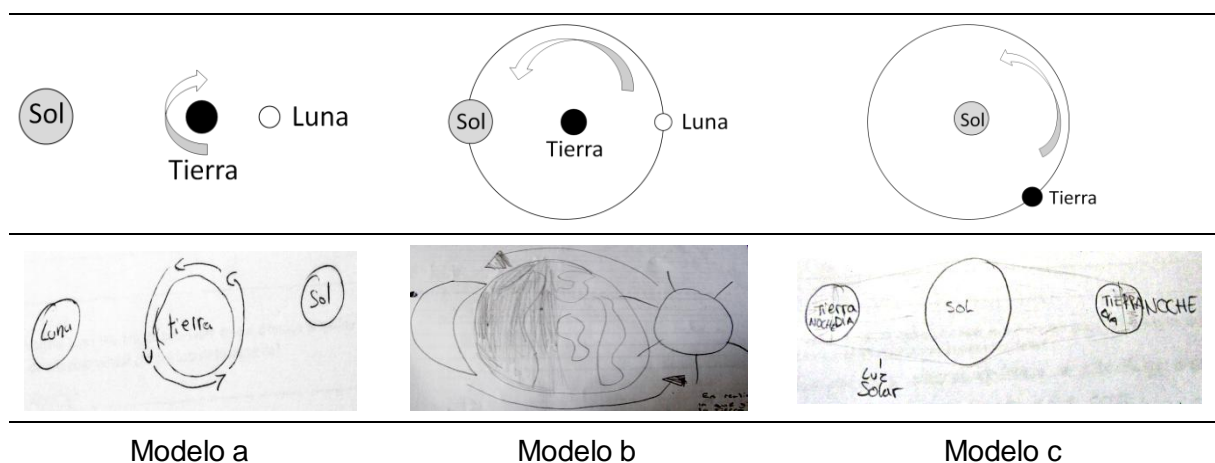 Sol
Luna
Tierra
Sol
Tierra
Luna
Sol
Tierra
Luna
tierra
Sol
Tierra
NOCHE DIA
SOL
TIERRA NOCHE
DIA
Luz
Solar
Modelo a
Modelo b
Modelo c